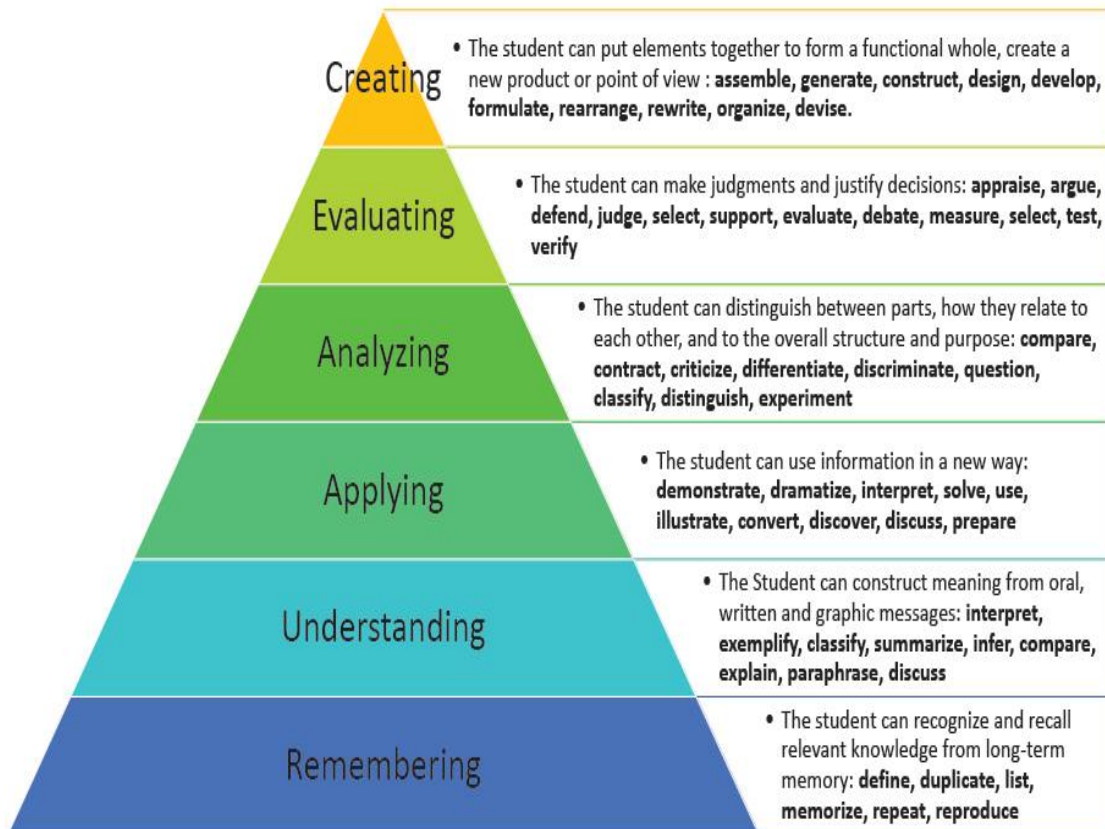 Creating
• The student can put elements together to form a functional whole, create a
new product or point of view : assemble, generate, construct, design, develop,
formulate, rearrange, rewrite, organize, devise.
Evaluating
• The student can make judgments and justify decisions: appraise, argue,
defend, judge, select, support, evaluate, debate, measure, select, test,
verify
Analyzing
• The student can distinguish between parts, how they relate to
each other, and to the overall structure and purpose: compare,
contract, criticize, differentiate, discriminate, question,
classify, distinguish, experiment
Applying
• The student can use information in a new way:
demonstrate, dramatize, interpret, solve, use,
illustrate, convert, discover, discuss, prepare
Understanding
• The Student can construct meaning from oral,
written and graphic messages: interpret,
exemplify, classify, summarize, infer, compare,
explain, paraphrase, discuss
Remembering
• The student can recognize and recall
relevant knowledge from long-term
memory: define, duplicate, list,
memorize, repeat, reproduce